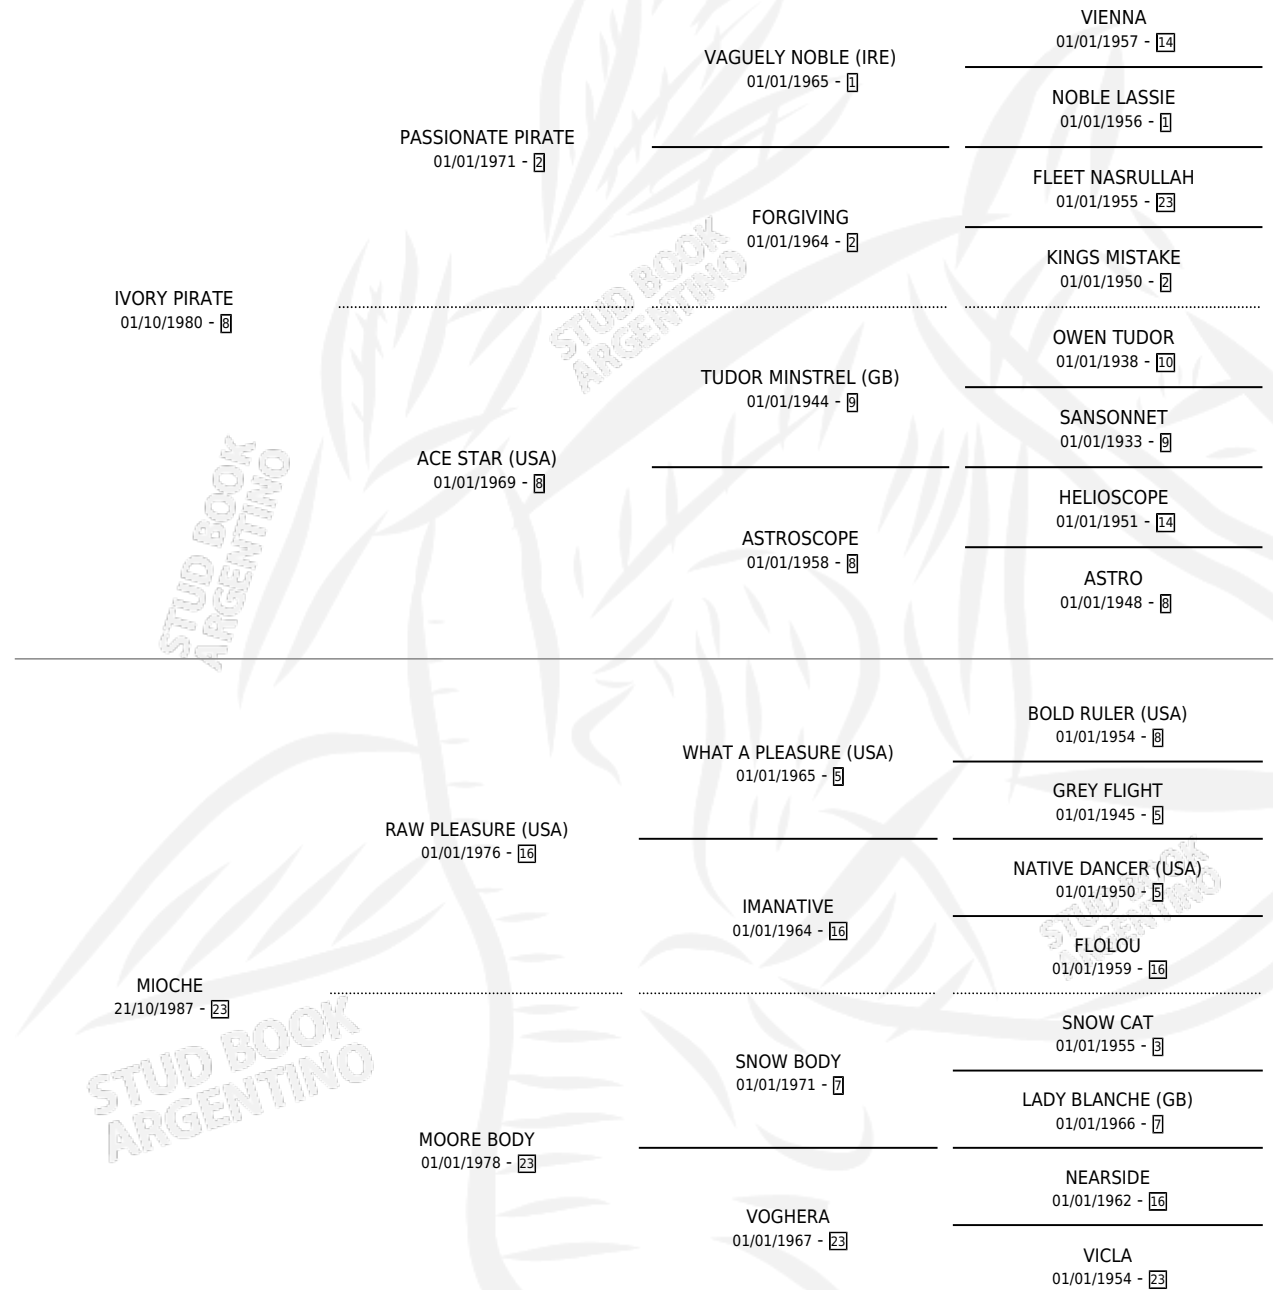 VIENNA
01/01/1957 - 14
VAGUELY NOBLE (IRE)
01/01/1965 - 1
NOBLE LASSIE
01/01/1956 - 1
PASSIONATE PIRATE
01/01/1971 - 2
FLEET NASRULLAH
01/01/1955 - 23
FORGIVING
01/01/1964 - 2
KINGS MISTAKE
01/01/1950 - 2
IVORY PIRATE
01/10/1980 - 8
OWEN TUDOR
01/01/1938 - 10
TUDOR MINSTREL (GB)
01/01/1944 - 9
SANSONNET
01/01/1933 - 9
ACE STAR (USA)
01/01/1969 - 8
HELIOSCOPE
01/01/1951 - 14
ASTROSCOPE
01/01/1958 - 8
ASTRO
01/01/1948 - 8
BOLD RULER (USA)
01/01/1954 - 8
WHAT A PLEASURE (USA)
01/01/1965 - 5
GREY FLIGHT
01/01/1945 - 5
RAW PLEASURE (USA)
01/01/1976 - 16
NATIVE DANCER (USA)
01/01/1950 - 5
IMANATIVE
01/01/1964 - 16
FLOLOU
01/01/1959 - 16
MIOCHE
21/10/1987 - 23
SNOW CAT
01/01/1955 - 3
SNOW BODY
01/01/1971 - 7
LADY BLANCHE (GB)
01/01/1966 - 7
MOORE BODY
01/01/1978 - 23
NEARSIDE
01/01/1962 - 16
VOGHERA
01/01/1967 - 23
VICLA
01/01/1954 - 23
STUD BOOK
ARGENTINO
STUD BOOK
ARGENTINO
STUD BOOK
ARGENTINO
STUD BOOK
ARGENTINO